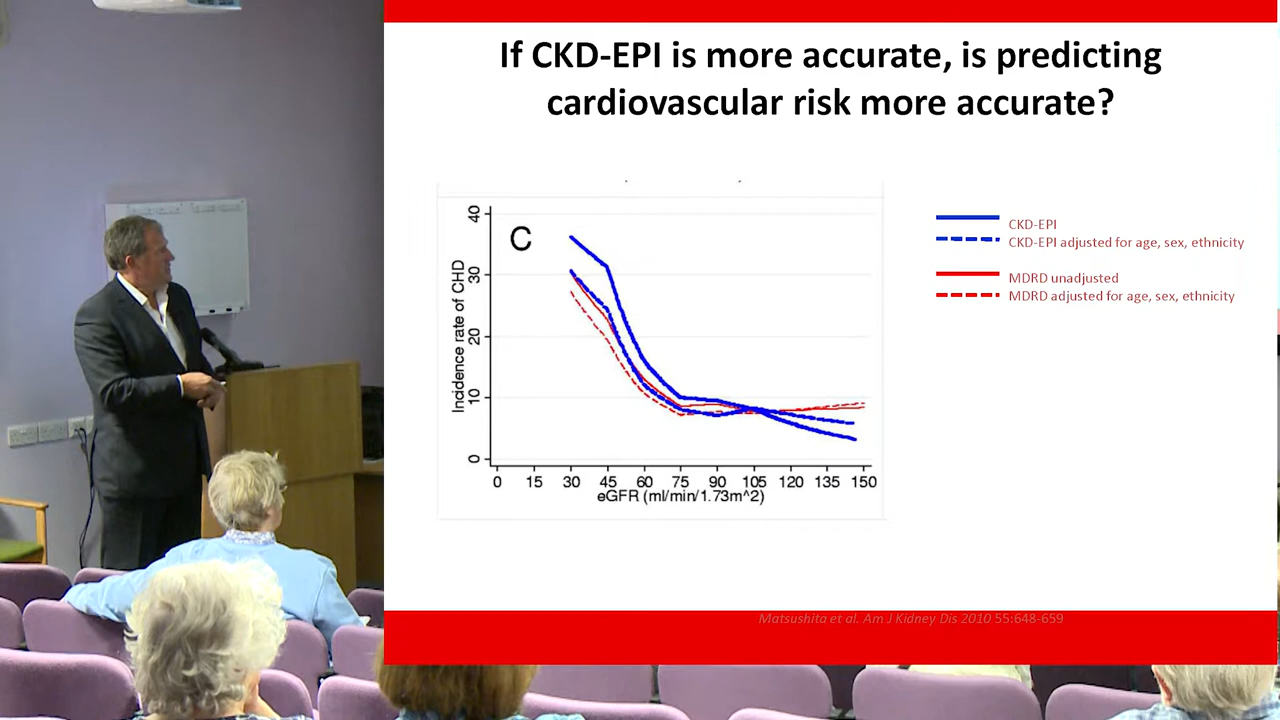 If CKD-EPI is more accurate, is predicting
cardiovascular risk more accurate?
C
Incidence rate of CHD
40
30
20
10
0
0 15 30 45 60 75 90 105 120 135 150
eGFR (ml/min/1.73m^2)
CKD-EPI
CKD-EPI adjusted for age, sex, ethnicity
MDRD unadjusted
MDRD adjusted for age, sex, ethnicity
Matsushita et al. Am J Kidney Dis 2010 55:648-659